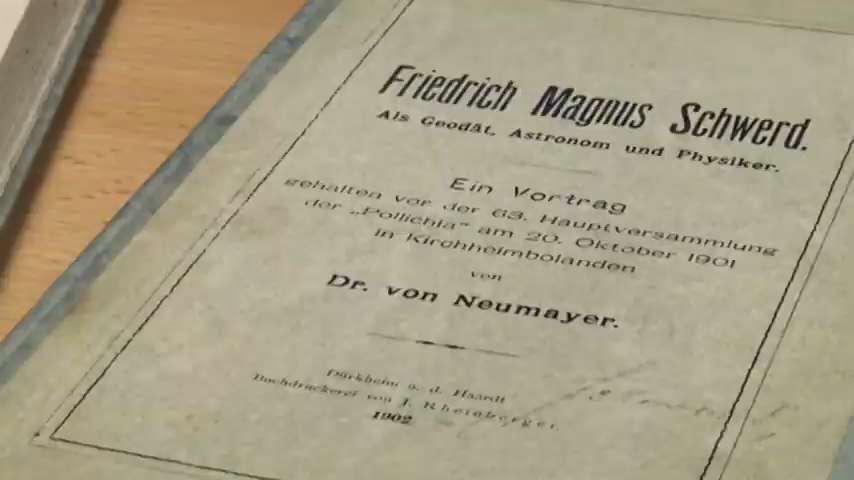 Friedrich Magnus Schwerd.
Als Geodät, Astronom und Physiker.
Ein Vortrag
gehalten vor der 63. Hauptversammlung
der „Pollichia“ am 20. Oktober 1901
in Kirchheimbolanden
von
Dr. von Neumayer.
Dürkheim a. d. Haardt
Buchdruckerei von J. Rheinberger.
1902